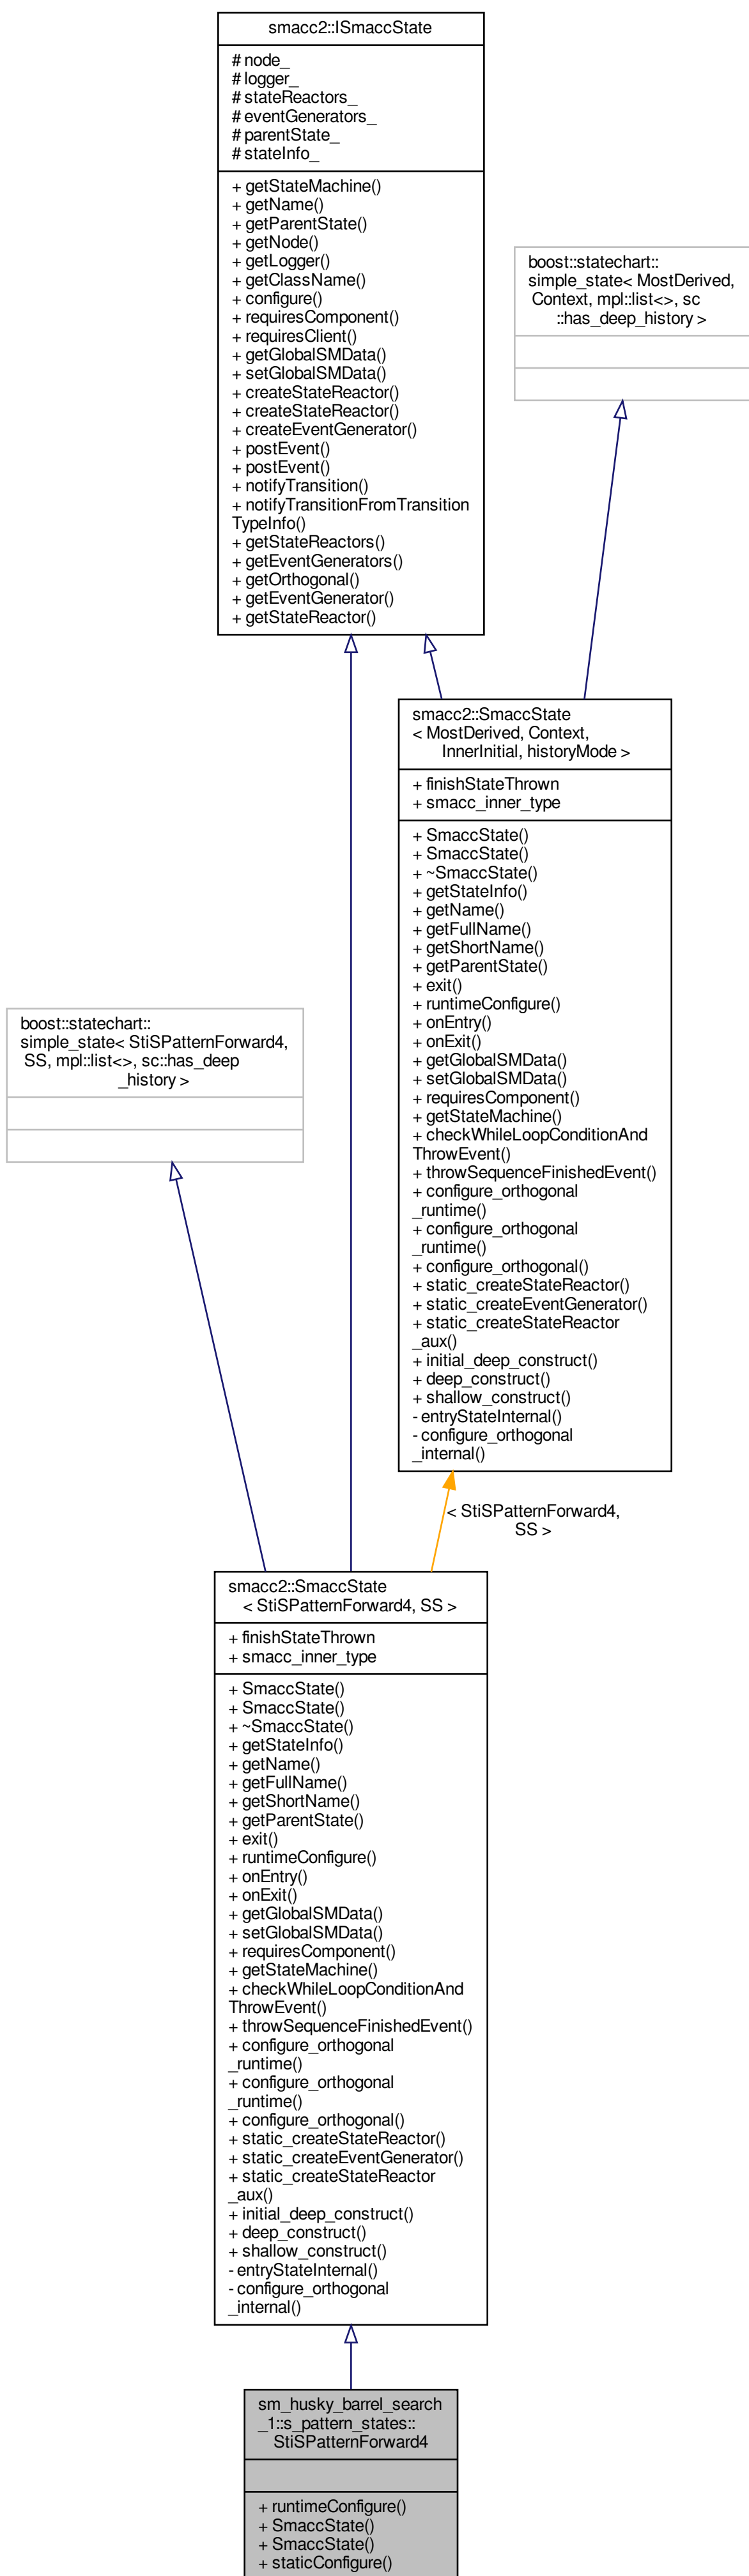 smacc2::ISmaccState
# node_
# logger_
# stateReactors_
# eventGenerators_
# parentState_
# stateInfo_
+ getStateMachine()
+ getName()
+ getParentState()
+ getNode()
+ getLogger()
+ getClassName()
+ configure()
+ requiresComponent()
+ requiresClient()
+ getGlobalSMData()
+ setGlobalSMData()
+ createStateReactor()
+ createStateReactor()
+ createEventGenerator()
+ postEvent()
+ postEvent()
+ notifyTransition()
+ notifyTransitionFromTransition
TypeInfo()
+ getStateReactors()
+ getEventGenerators()
+ getOrthogonal()
+ getEventGenerator()
+ getStateReactor()
boost::statechart::
simple_state< MostDerived,
Context, mpl::list<>, sc
::has_deep_history >
smacc2::SmaccState
< MostDerived, Context,
InnerInitial, historyMode >
+ finishStateThrown
+ smacc_inner_type
+ SmaccState()
+ SmaccState()
+ ~SmaccState()
+ getStateInfo()
+ getName()
+ getFullName()
+ getShortName()
+ getParentState()
+ exit()
+ runtimeConfigure()
+ onEntry()
+ onExit()
+ getGlobalSMData()
+ setGlobalSMData()
+ requiresComponent()
+ getStateMachine()
+ checkWhileLoopConditionAnd
ThrowEvent()
+ throwSequenceFinishedEvent()
+ configure_orthogonal
_runtime()
+ configure_orthogonal
_runtime()
+ configure_orthogonal()
+ static_createStateReactor()
+ static_createEventGenerator()
+ static_createStateReactor
_aux()
+ initial_deep_construct()
+ deep_construct()
+ shallow_construct()
- entryStateInternal()
- configure_orthogonal
_internal()
boost::statechart::
simple_state< StiSPatternForward4,
SS, mpl::list<>, sc::has_deep
_history >
< StiSPatternForward4,
SS >
smacc2::SmaccState
< StiSPatternForward4, SS >
+ finishStateThrown
+ smacc_inner_type
+ SmaccState()
+ SmaccState()
+ ~SmaccState()
+ getStateInfo()
+ getName()
+ getFullName()
+ getShortName()
+ getParentState()
+ exit()
+ runtimeConfigure()
+ onEntry()
+ onExit()
+ getGlobalSMData()
+ setGlobalSMData()
+ requiresComponent()
+ getStateMachine()
+ checkWhileLoopConditionAnd
ThrowEvent()
+ throwSequenceFinishedEvent()
+ configure_orthogonal
_runtime()
+ configure_orthogonal
_runtime()
+ configure_orthogonal()
+ static_createStateReactor()
+ static_createEventGenerator()
+ static_createStateReactor
_aux()
+ initial_deep_construct()
+ deep_construct()
+ shallow_construct()
- entryStateInternal()
- configure_orthogonal
_internal()
sm_husky_barrel_search
_1::s_pattern_states::
StiSPatternForward4
+ runtimeConfigure()
+ SmaccState()
+ SmaccState()
+ staticConfigure()